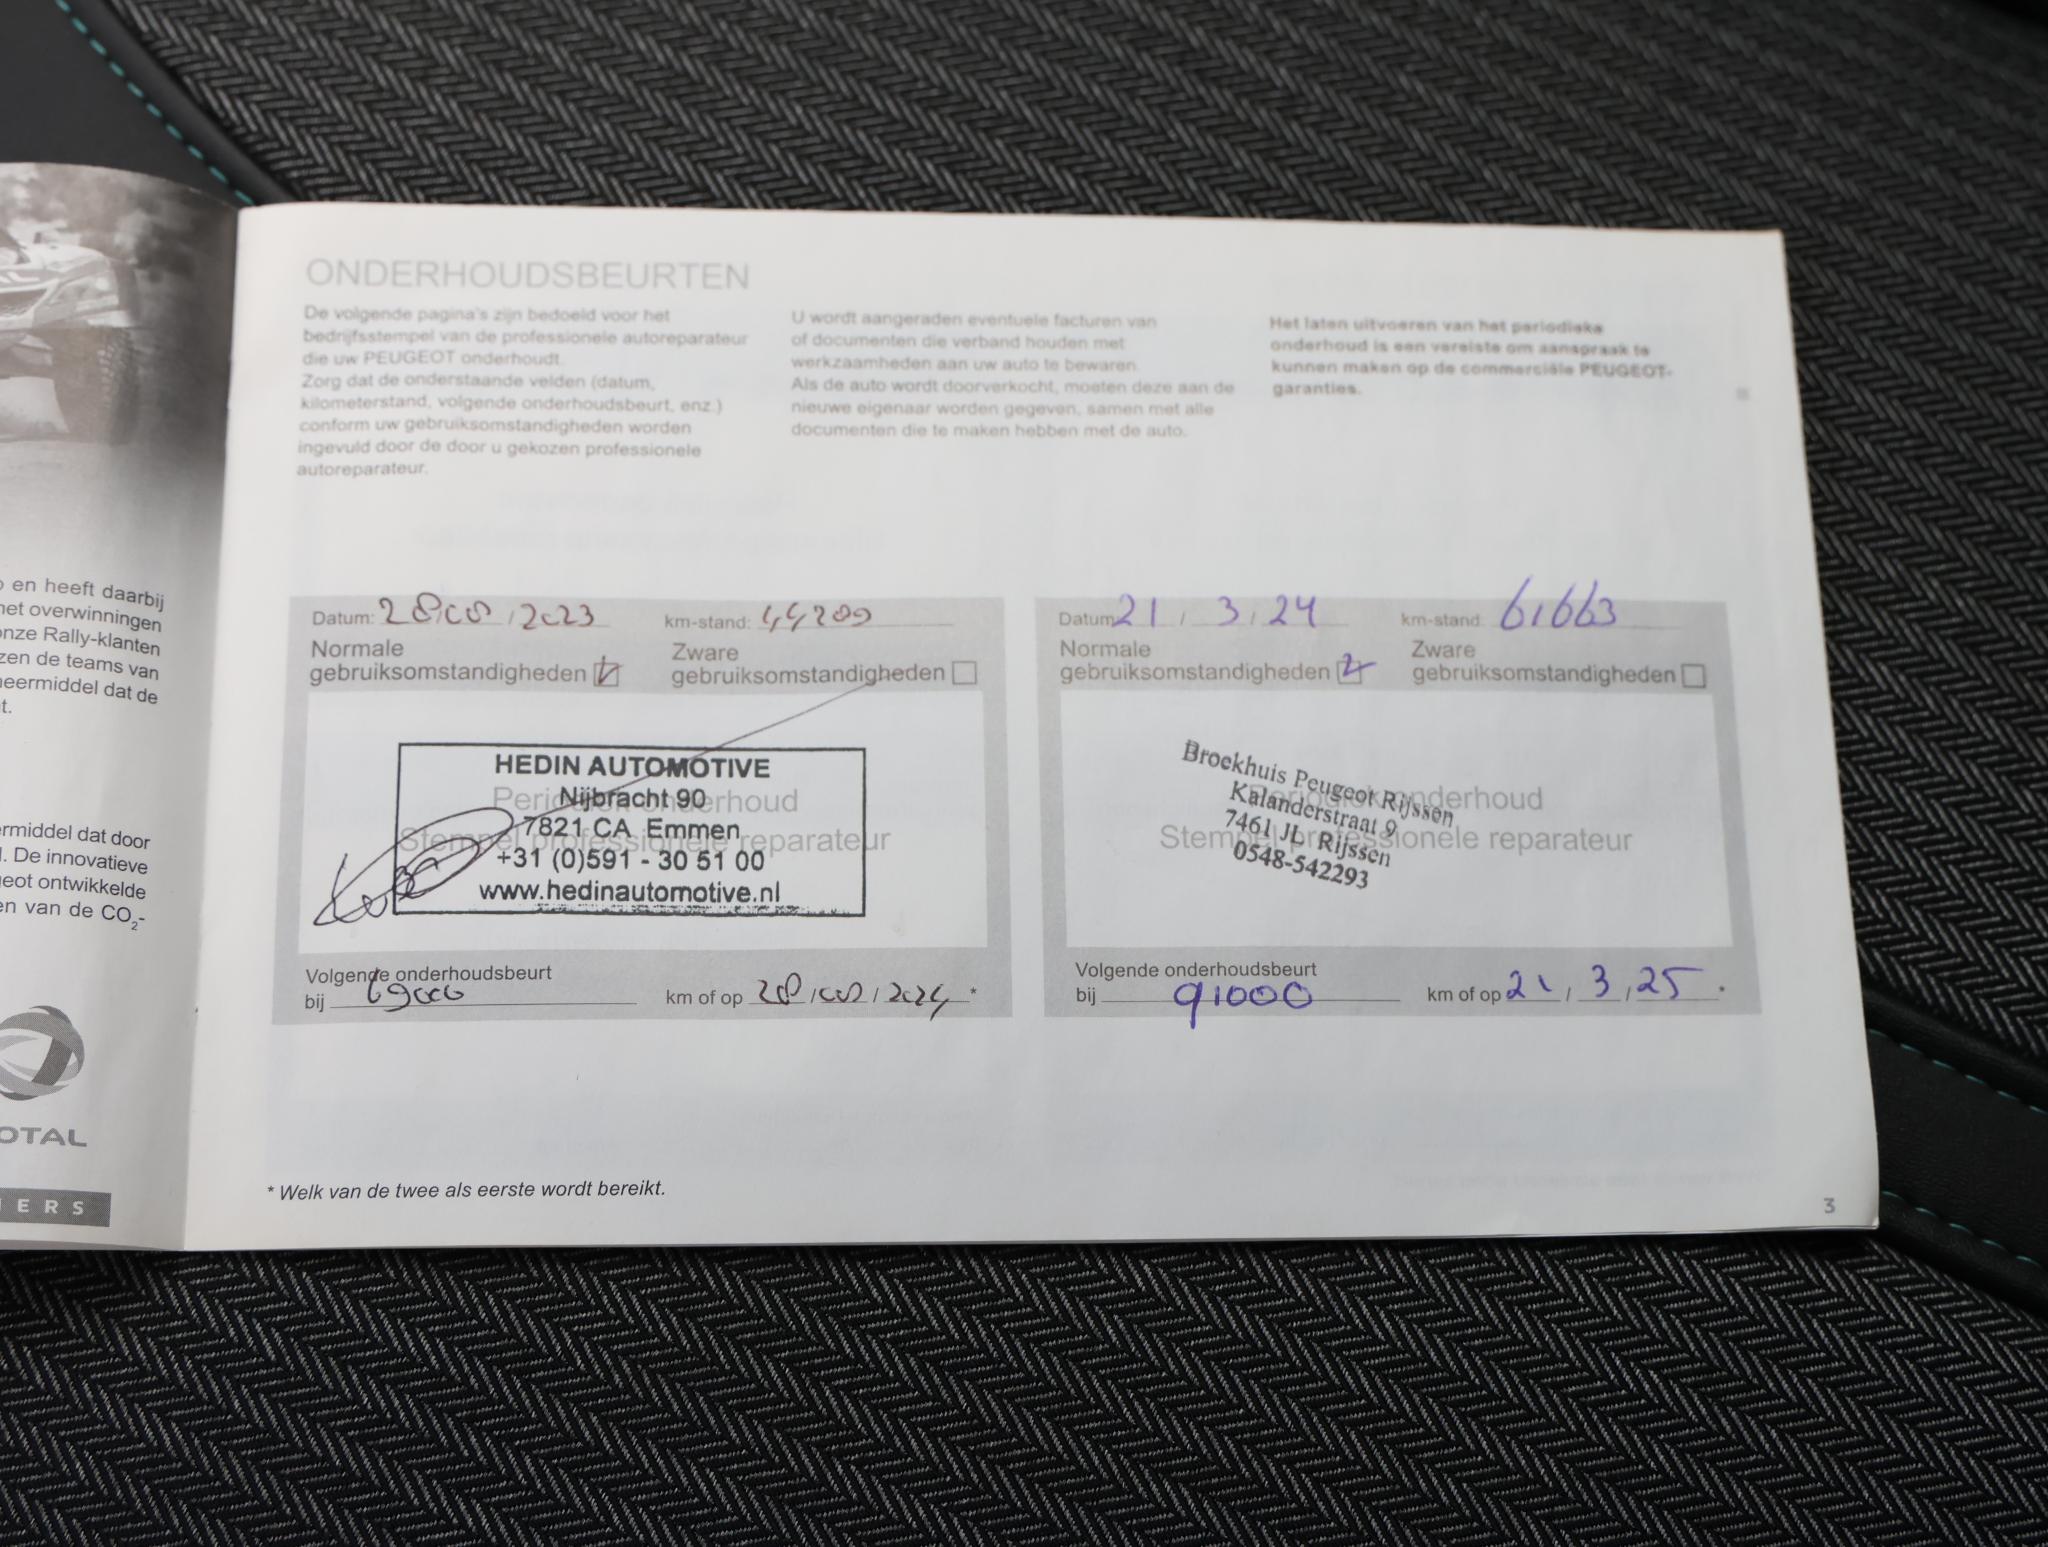 en heeft daarbij
overwinningen
Rally-klanten
de teams van
dat de
ermiddel dat door
De innovatieve
ontwikkelde
van de CO2-
OTAL
ERS
ONDERHOUDSBEURTEN
De volgende pagina's zijn bedoeld voor het
bedrijfsstempel van de professionele autoreparateur
die uw PEUGEOT onderhoudt.
Zorg dat de onderstaande velden (datum,
kilometerstand, volgende onderhoudsbeurt, enz.)
conform uw gebruiksomstandigheden worden
ingevuld door de door u gekozen professionele
autoreparateur.
U wordt aangeraden eventuele facturen van
of documenten die verband houden met
werkzaamheden aan uw auto te bewaren.
Als de auto wordt doorverkocht, moeten deze aan de
nieuwe eigenaar worden gegeven, samen met alle
documenten die te maken hebben met de auto.
Het laten uitvoeren van het periodieke
onderhoud is een vereiste om aanspraak te
kunnen maken op de commerciële PEUGEOT-
garanties.
Datum: 28/08/2023 km-stand: 44209
Normale gebruiksomstandigheden
Zware gebruiksomstandigheden
Periodiek onderhoud
Stempel professionele reparateur
HEDIN AUTOMOTIVE
Nijbracht 90
7821 CA Emmen
+31 (0)591 - 30 51 00
www.hedinautomotive.nl
Volgende onderhoudsbeurt
bij 69000 km of op 28/08/2024 *
Datum 21 / 3 / 24 km-stand 61663
Normale gebruiksomstandigheden
Zware gebruiksomstandigheden
Periodiek onderhoud
Stempel professionele reparateur
Broekhuis Peugeot Rijssen
Kalanderstraat 9
7461 JL Rijssen
0548-542293
Volgende onderhoudsbeurt
bij 91000 km of op 21 / 3 / 25 *
* Welk van de twee als eerste wordt bereikt.
3